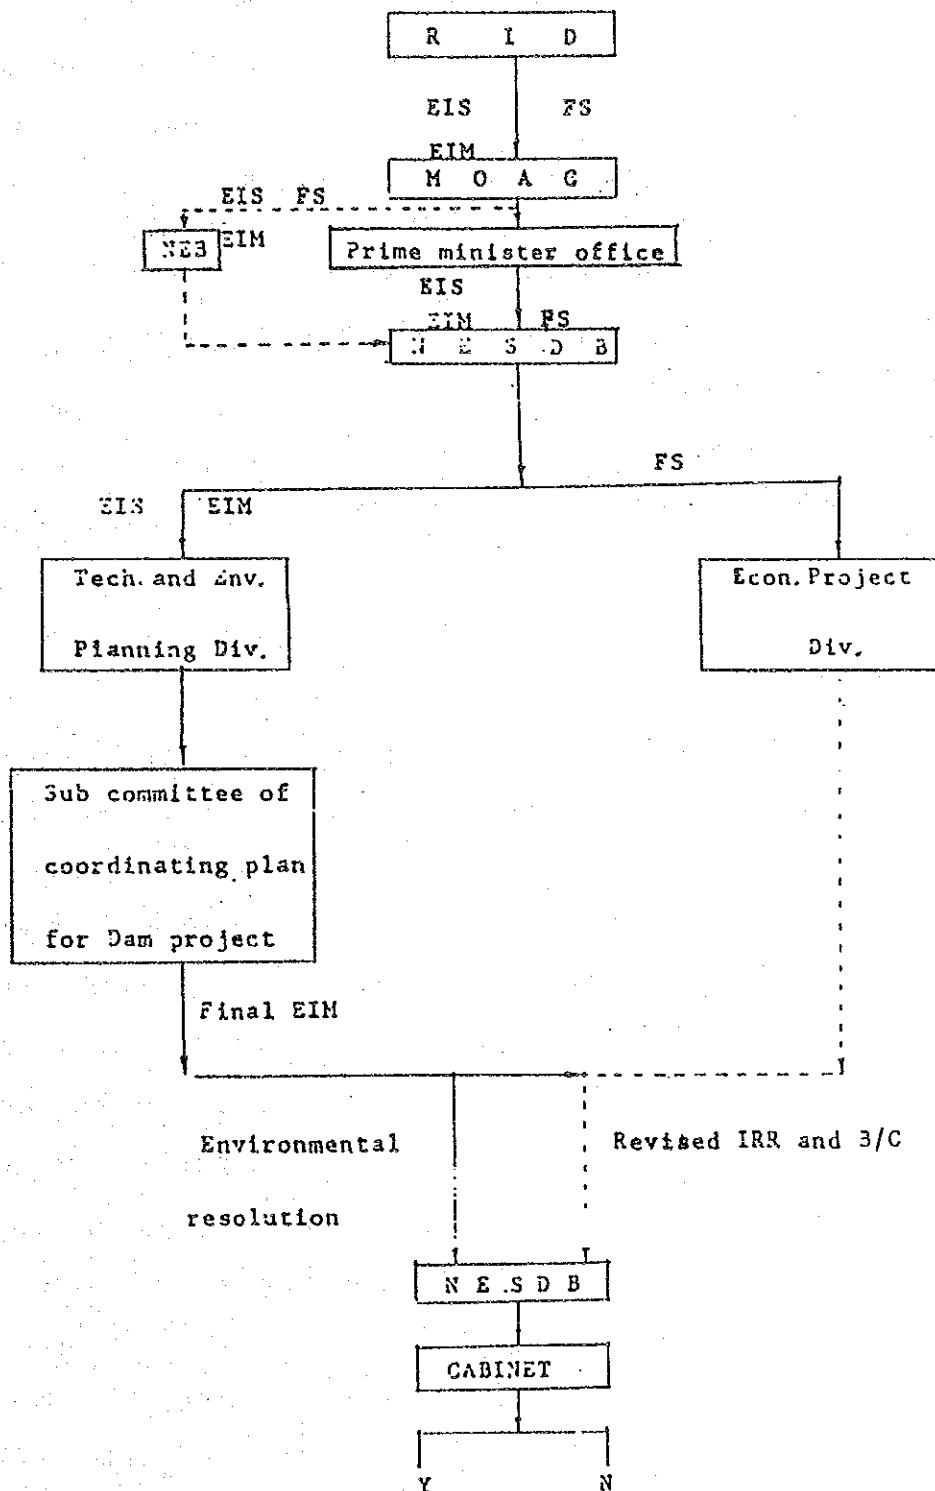 R I D
EIS FS
EIM
M O A C
EIS FS
NEB
EIM
Prime minister office
EIS
EIM FS
N E S D B
FS
EIS EIM
Tech. and Env.
Planning Div.
Econ. Project
Div.
Sub committee of
coordinating plan
for Dam project
Final EIM
Environmental
resolution
Revised IRR and B/C
N E S D B
CABINET
Y N